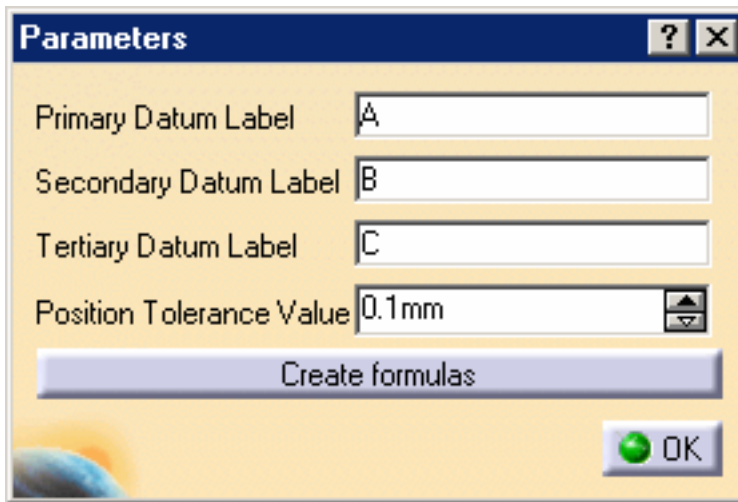 Parameters ? X
Primary Datum Label A
Secondary Datum Label B
Tertiary Datum Label C
Position Tolerance Value 0.1mm
Create formulas
OK